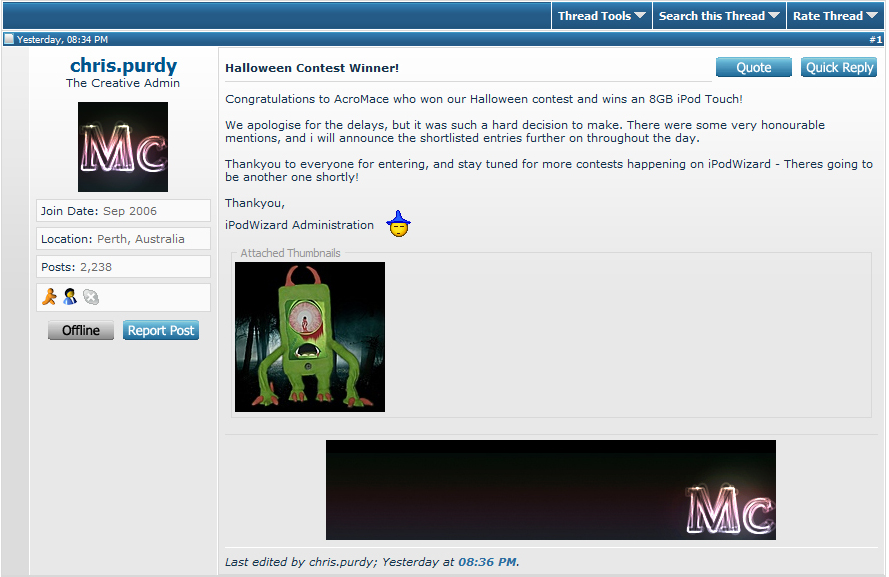 Thread Tools
Search this Thread
Rate Thread
Yesterday, 08:34 PM
#1
chris.purdy
The Creative Admin
Mc
Join Date: Sep 2006
Location: Perth, Australia
Posts: 2,238
Offline
Report Post
Halloween Contest Winner!
Quote
Quick Reply
Congratulations to AcroMace who won our Halloween contest and wins an 8GB iPod Touch!
We apologise for the delays, but it was such a hard decision to make. There were some very honourable
mentions, and i will announce the shortlisted entries further on throughout the day.
Thankyou to everyone for entering, and stay tuned for more contests happening on iPodWizard - Theres going to
be another one shortly!
Thankyou,
iPodWizard Administration
Attached Thumbnails
Mc
Last edited by chris.purdy; Yesterday at 08:36 PM.